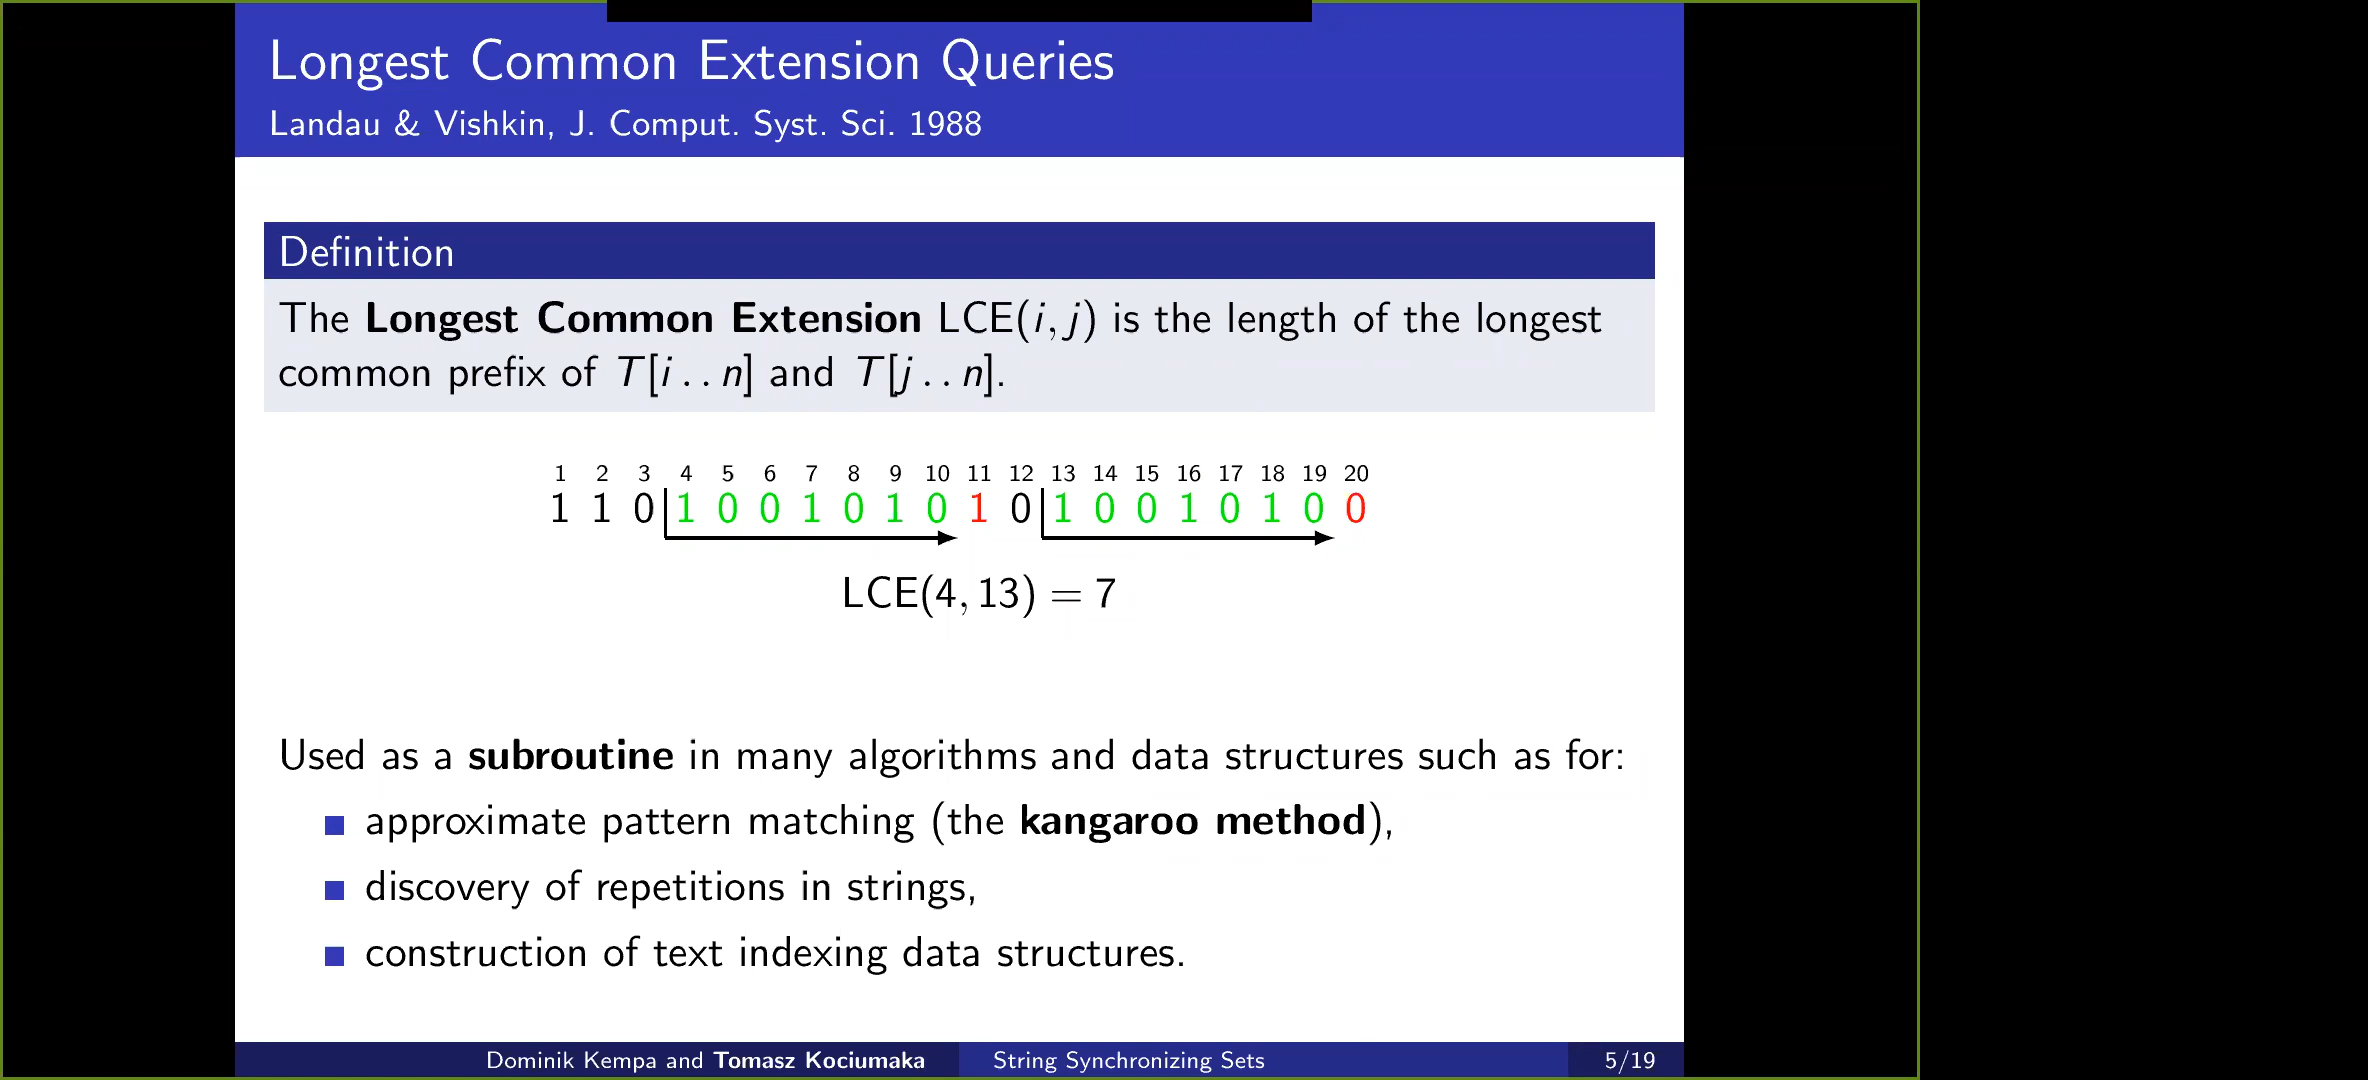 Longest Common Extension Queries
Landau & Vishkin, J. Comput. Syst. Sci. 1988
Definition
The Longest Common Extension LCE(i, j) is the length of the longest
common prefix of T[i . . n] and T[j . . n].
1 2 3 4 5 6 7 8 9 10 11 12 13 14 15 16 17 18 19 20
1 1 0 1 0 0 1 0 1 0 1 0 1 0 0 1 0 1 0 0
LCE(4, 13) = 7
Used as a subroutine in many algorithms and data structures such as for:
approximate pattern matching (the kangaroo method),
discovery of repetitions in strings,
construction of text indexing data structures.
Dominik Kempa and Tomasz Kociumaka String Synchronizing Sets 5/19